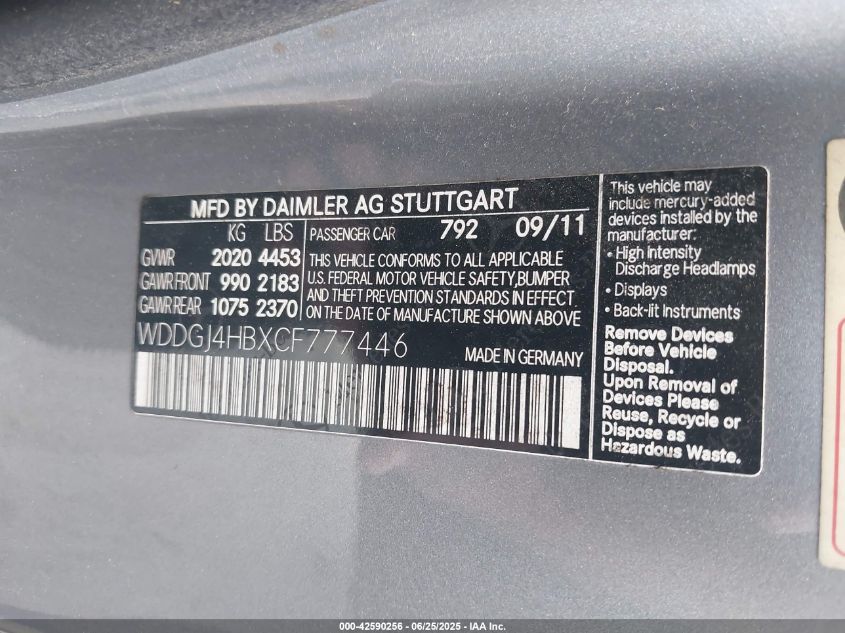 MFD BY DAIMLER AG STUTTGART
KG LBS
GVWR 2020 4453
GAWR FRONT 990 2183
GAWR REAR 1075 2370
PASSENGER CAR 792 09/11
THIS VEHICLE CONFORMS TO ALL APPLICABLE
U.S. FEDERAL MOTOR VEHICLE SAFETY,BUMPER
AND THEFT PREVENTION STANDARDS IN EFFECT
ON THE DATE OF MANUFACTURE SHOWN ABOVE
WDDGJ4HBXCF777446
MADE IN GERMANY
This vehicle may
include mercury-added
devices installed by the
manufacturer:
• High Intensity
Discharge Headlamps
• Displays
• Back-lit Instruments
Remove Devices
Before Vehicle
Disposal.
Upon Removal of
Devices Please
Reuse, Recycle or
Dispose as
Hazardous Waste.
000-42590256 - 06/25/2025 - IAA Inc.